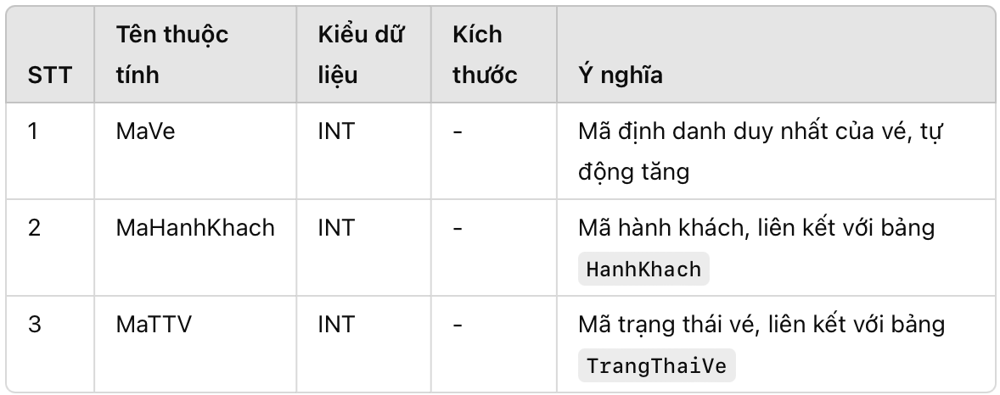 STT Tên thuộc tính Kiểu dữ liệu Kích thước Ý nghĩa
1 MaVe INT - Mã định danh duy nhất của vé, tự
động tăng
2 MaHanhKhach INT - Mã hành khách, liên kết với bảng
HanhKhach
3 MaTTV INT - Mã trạng thái vé, liên kết với bảng
TrangThaiVe